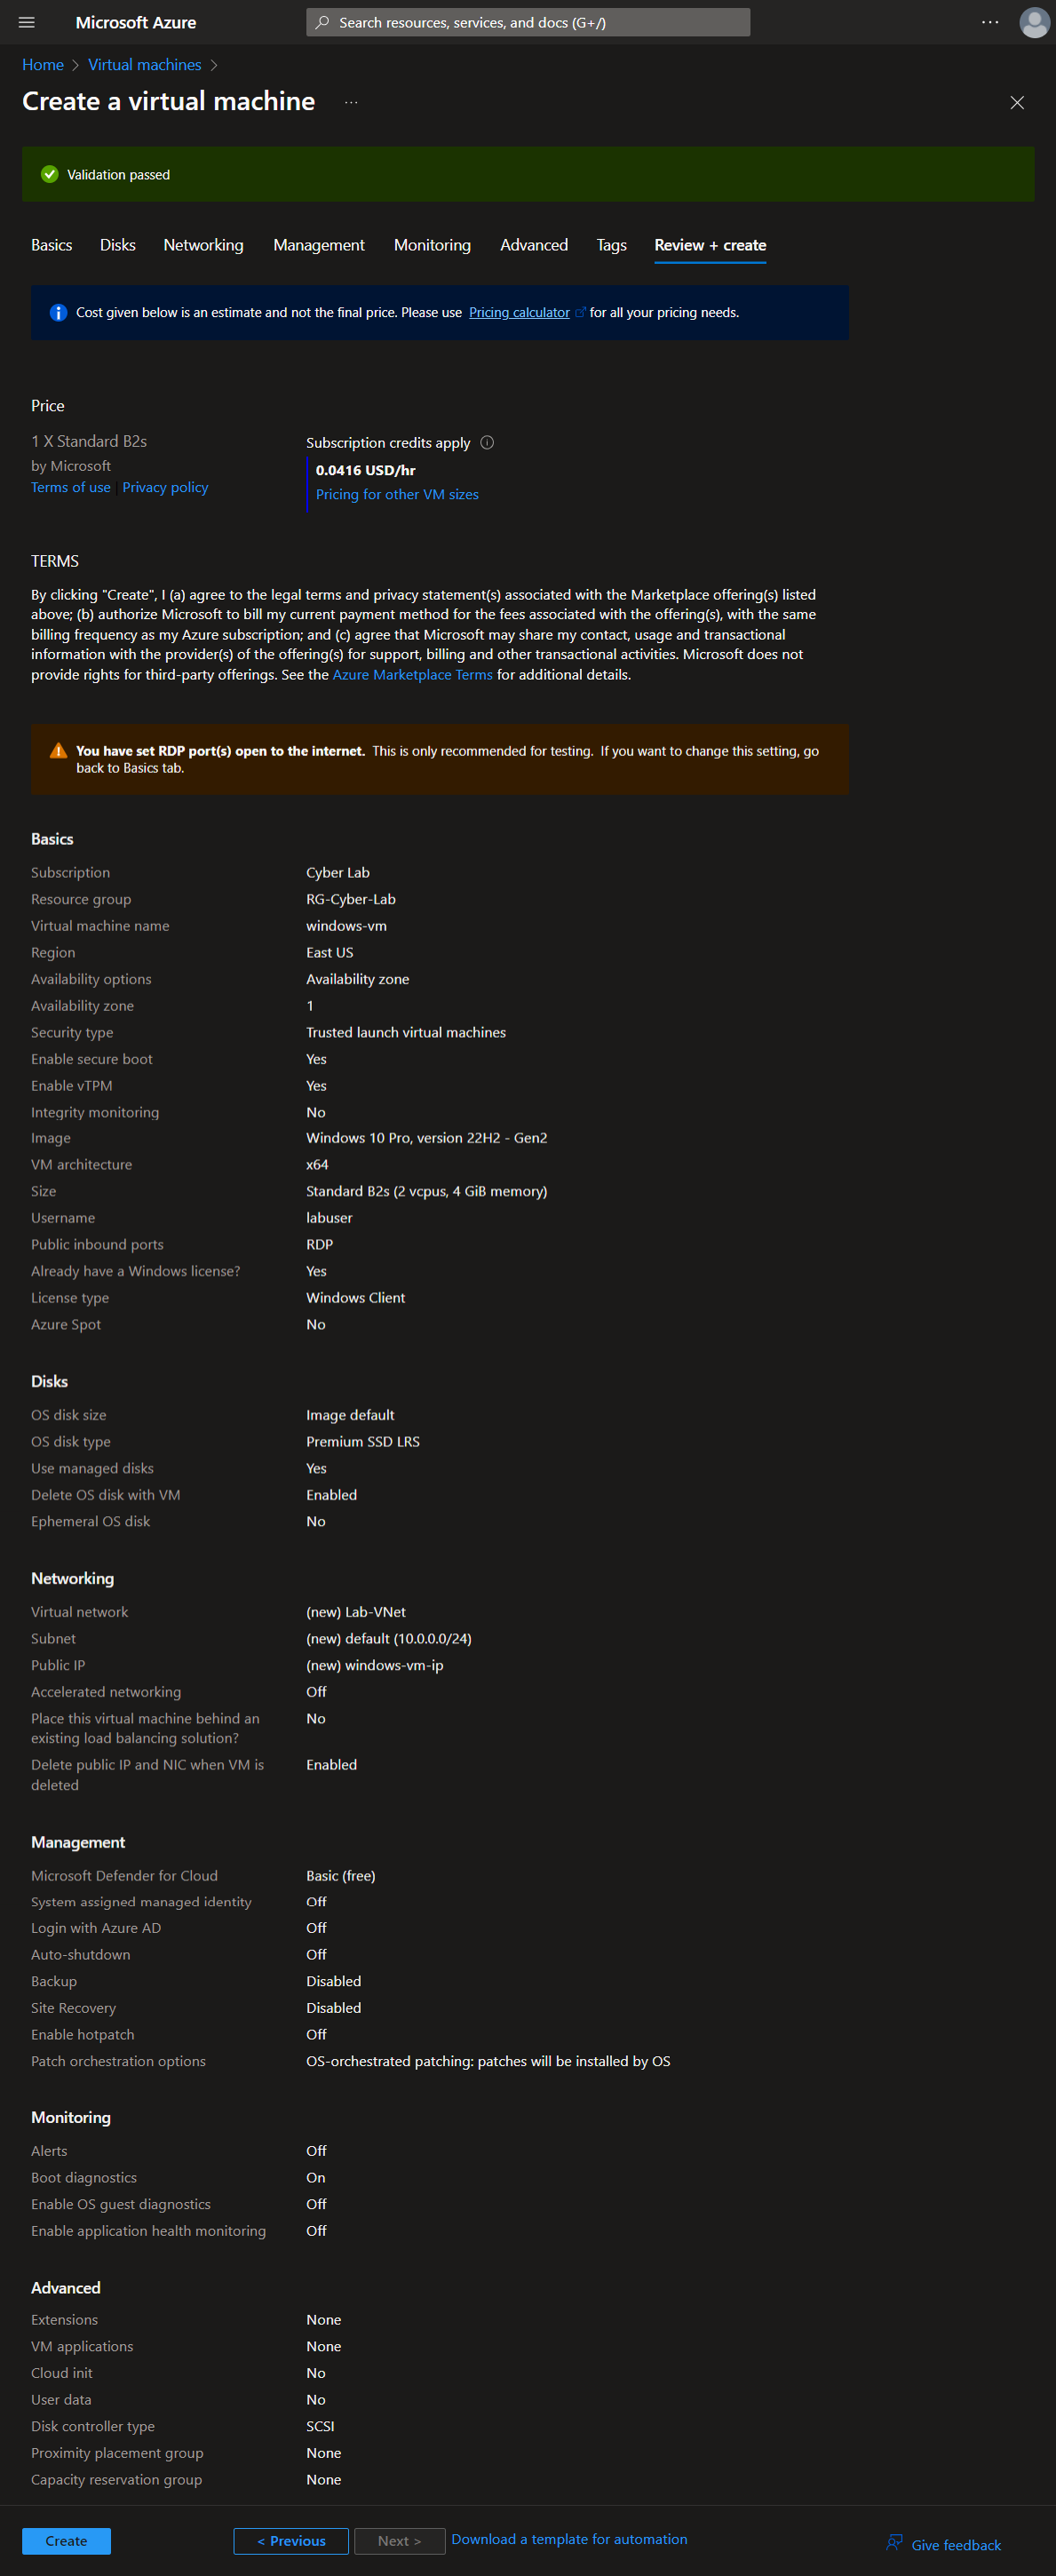 Microsoft Azure
Search resources, services, and docs (G+/)
Home > Virtual machines >
Create a virtual machine ...
Validation passed
Basics Disks Networking Management Monitoring Advanced Tags Review + create
Cost given below is an estimate and not the final price. Please use Pricing calculator for all your pricing needs.
Price
1 X Standard B2s
by Microsoft
Terms of use | Privacy policy
Subscription credits apply
0.0416 USD/hr
Pricing for other VM sizes
TERMS
By clicking "Create", I (a) agree to the legal terms and privacy statement(s) associated with the Marketplace offering(s) listed
above; (b) authorize Microsoft to bill my current payment method for the fees associated with the offering(s), with the same
billing frequency as my Azure subscription; and (c) agree that Microsoft may share my contact, usage and transactional
information with the provider(s) of the offering(s) for support, billing and other transactional activities. Microsoft does not
provide rights for third-party offerings. See the Azure Marketplace Terms for additional details.
You have set RDP port(s) open to the internet. This is only recommended for testing. If you want to change this setting, go
back to Basics tab.
Basics
Subscription Cyber Lab
Resource group RG-Cyber-Lab
Virtual machine name windows-vm
Region East US
Availability options Availability zone
Availability zone 1
Security type Trusted launch virtual machines
Enable secure boot Yes
Enable vTPM Yes
Integrity monitoring No
Image Windows 10 Pro, version 22H2 - Gen2
VM architecture x64
Size Standard B2s (2 vcpus, 4 GiB memory)
Username labuser
Public inbound ports RDP
Already have a Windows license? Yes
License type Windows Client
Azure Spot No
Disks
OS disk size Image default
OS disk type Premium SSD LRS
Use managed disks Yes
Delete OS disk with VM Enabled
Ephemeral OS disk No
Networking
Virtual network (new) Lab-VNet
Subnet (new) default (10.0.0.0/24)
Public IP (new) windows-vm-ip
Accelerated networking Off
Place this virtual machine behind an No
existing load balancing solution?
Delete public IP and NIC when VM is Enabled
deleted
Management
Microsoft Defender for Cloud Basic (free)
System assigned managed identity Off
Login with Azure AD Off
Auto-shutdown Off
Backup Disabled
Site Recovery Disabled
Enable hotpatch Off
Patch orchestration options OS-orchestrated patching: patches will be installed by OS
Monitoring
Alerts Off
Boot diagnostics On
Enable OS guest diagnostics Off
Enable application health monitoring Off
Advanced
Extensions None
VM applications None
Cloud init No
User data No
Disk controller type SCSI
Proximity placement group None
Capacity reservation group None
Create < Previous Next > Download a template for automation Give feedback